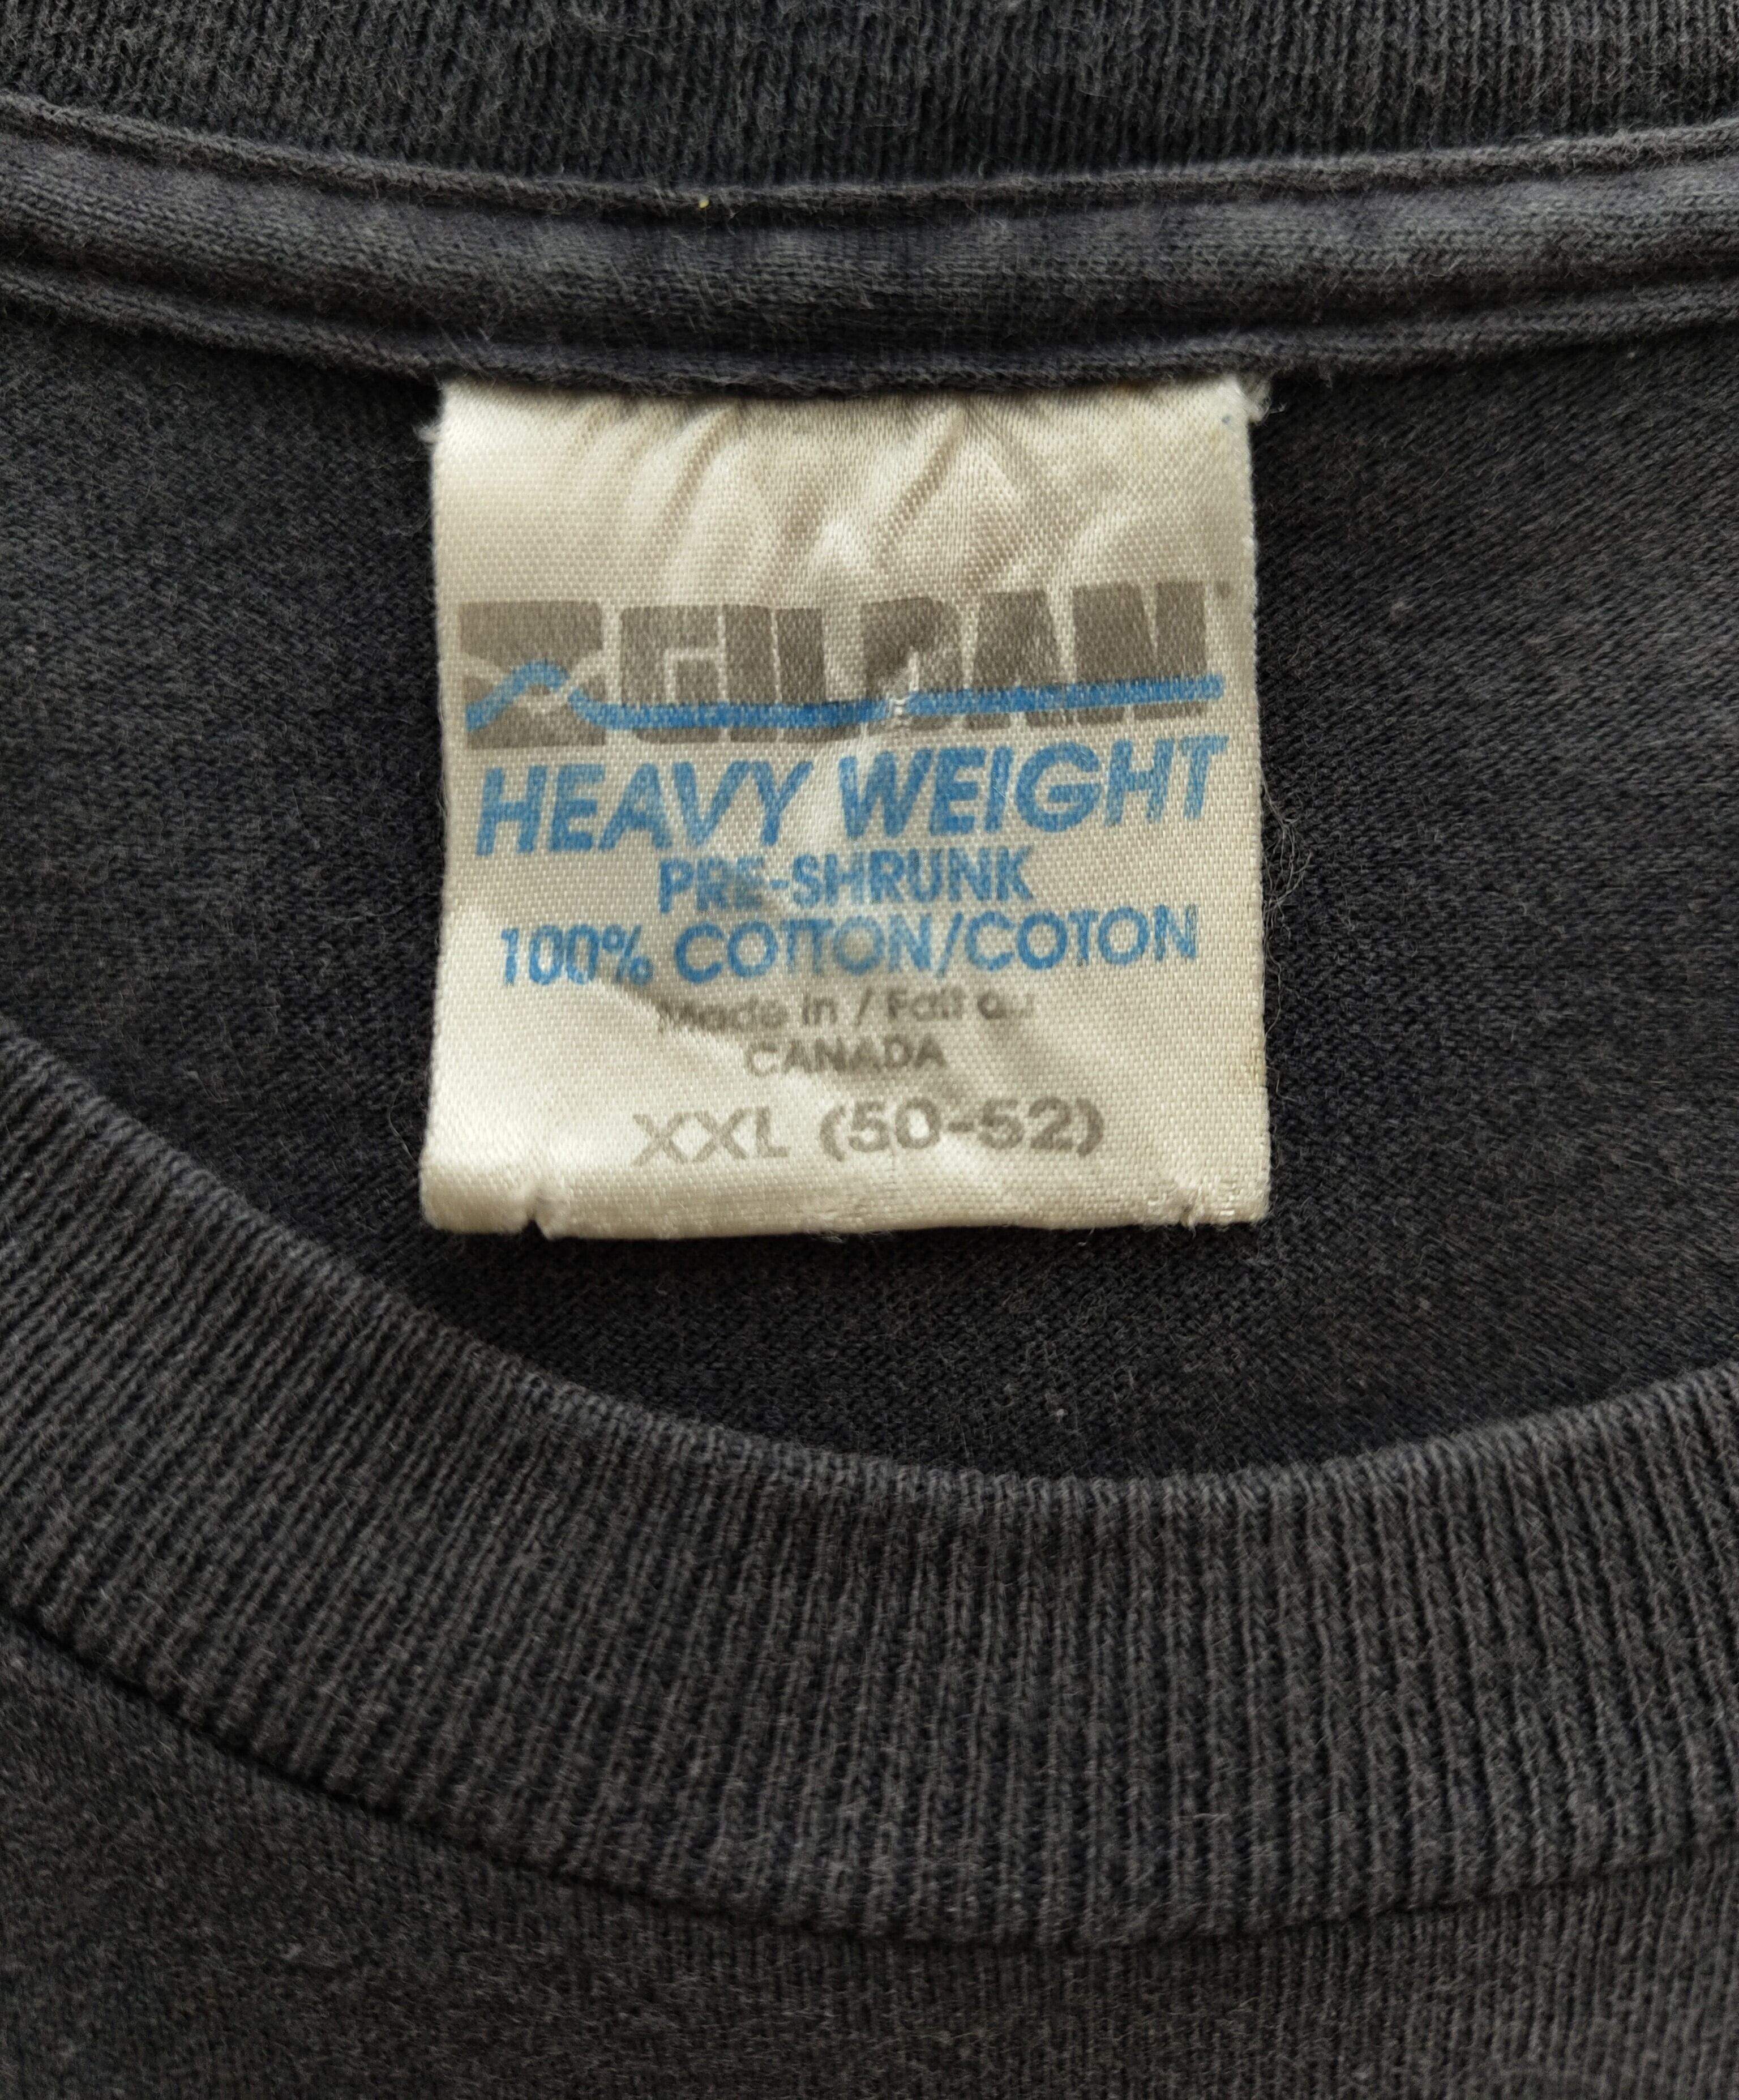 GILDAN
HEAVY WEIGHT
PRE-SHRUNK
100% COTTON/COTON
Made in / Fait au
CANADA
XXL (50-52)